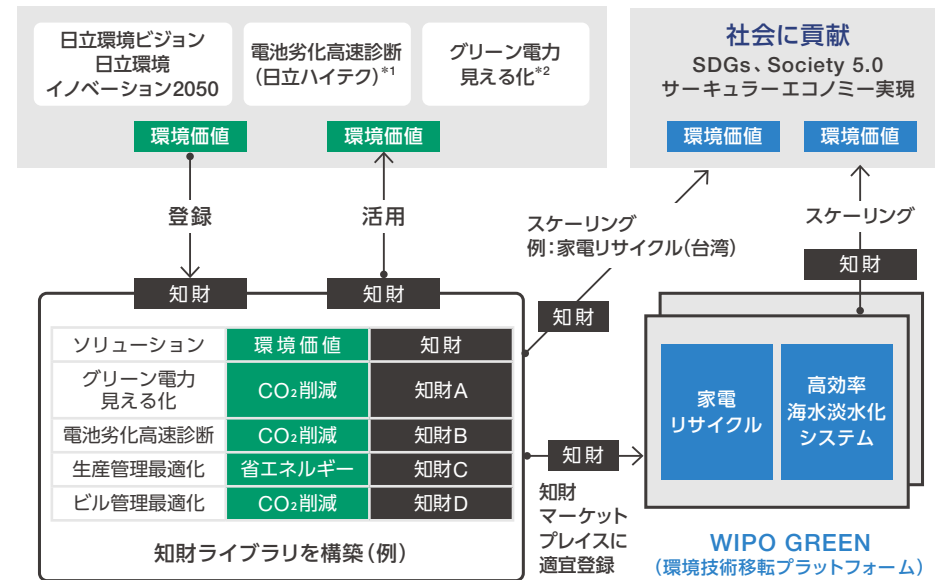 日立環境ビジョン
日立環境
イノベーション2050
電池劣化高速診断
(日立ハイテク)*1
グリーン電力
見える化*2
環境価値
環境価値
社会に貢献
SDGs、Society 5.0
サーキュラーエコノミー実現
環境価値
環境価値
登録
活用
スケーリング
例:家電リサイクル(台湾)
スケーリング
知財
知財
知財
知財
ソリューション 環境価値 知財
グリーン電力
見える化 CO₂削減 知財A
電池劣化高速診断 CO₂削減 知財B
生産管理最適化 省エネルギー 知財C
ビル管理最適化 CO₂削減 知財D
知財ライブラリを構築(例)
知財
知財
マーケット
プレイスに
適宜登録
家電
リサイクル
高効率
海水淡水化
システム
WIPO GREEN
(環境技術移転プラットフォーム)